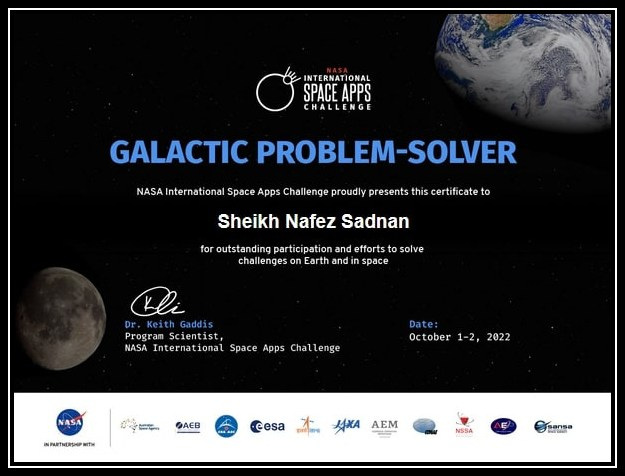 NASA
INTERNATIONAL
SPACE APPS
CHALLENGE
GALACTIC PROBLEM-SOLVER
NASA International Space Apps Challenge proudly presents this certificate to
Sheikh Nafez Sadnan
for outstanding participation and efforts to solve
challenges on Earth and in space
Dr. Keith Gaddis
Program Scientist,
NASA International Space Apps Challenge
Date:
October 1-2, 2022
NASA
IN PARTNERSHIP WITH
Australian
Space Agency
AEB
esa
JAXA
AEM
NSSA
sansa